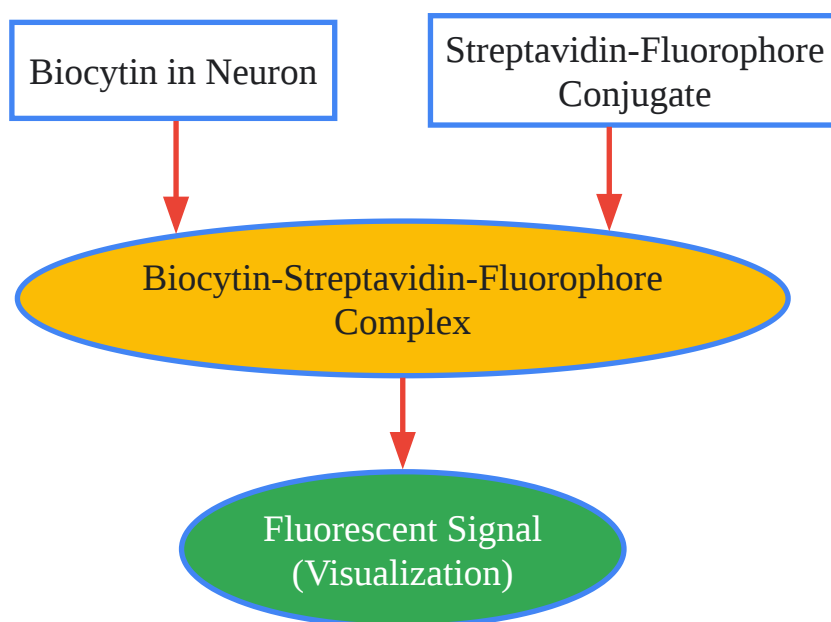 Biocytin in Neuron
Streptavidin-Fluorophore
Conjugate
Biocytin-Streptavidin-Fluorophore
Complex
Fluorescent Signal
(Visualization)